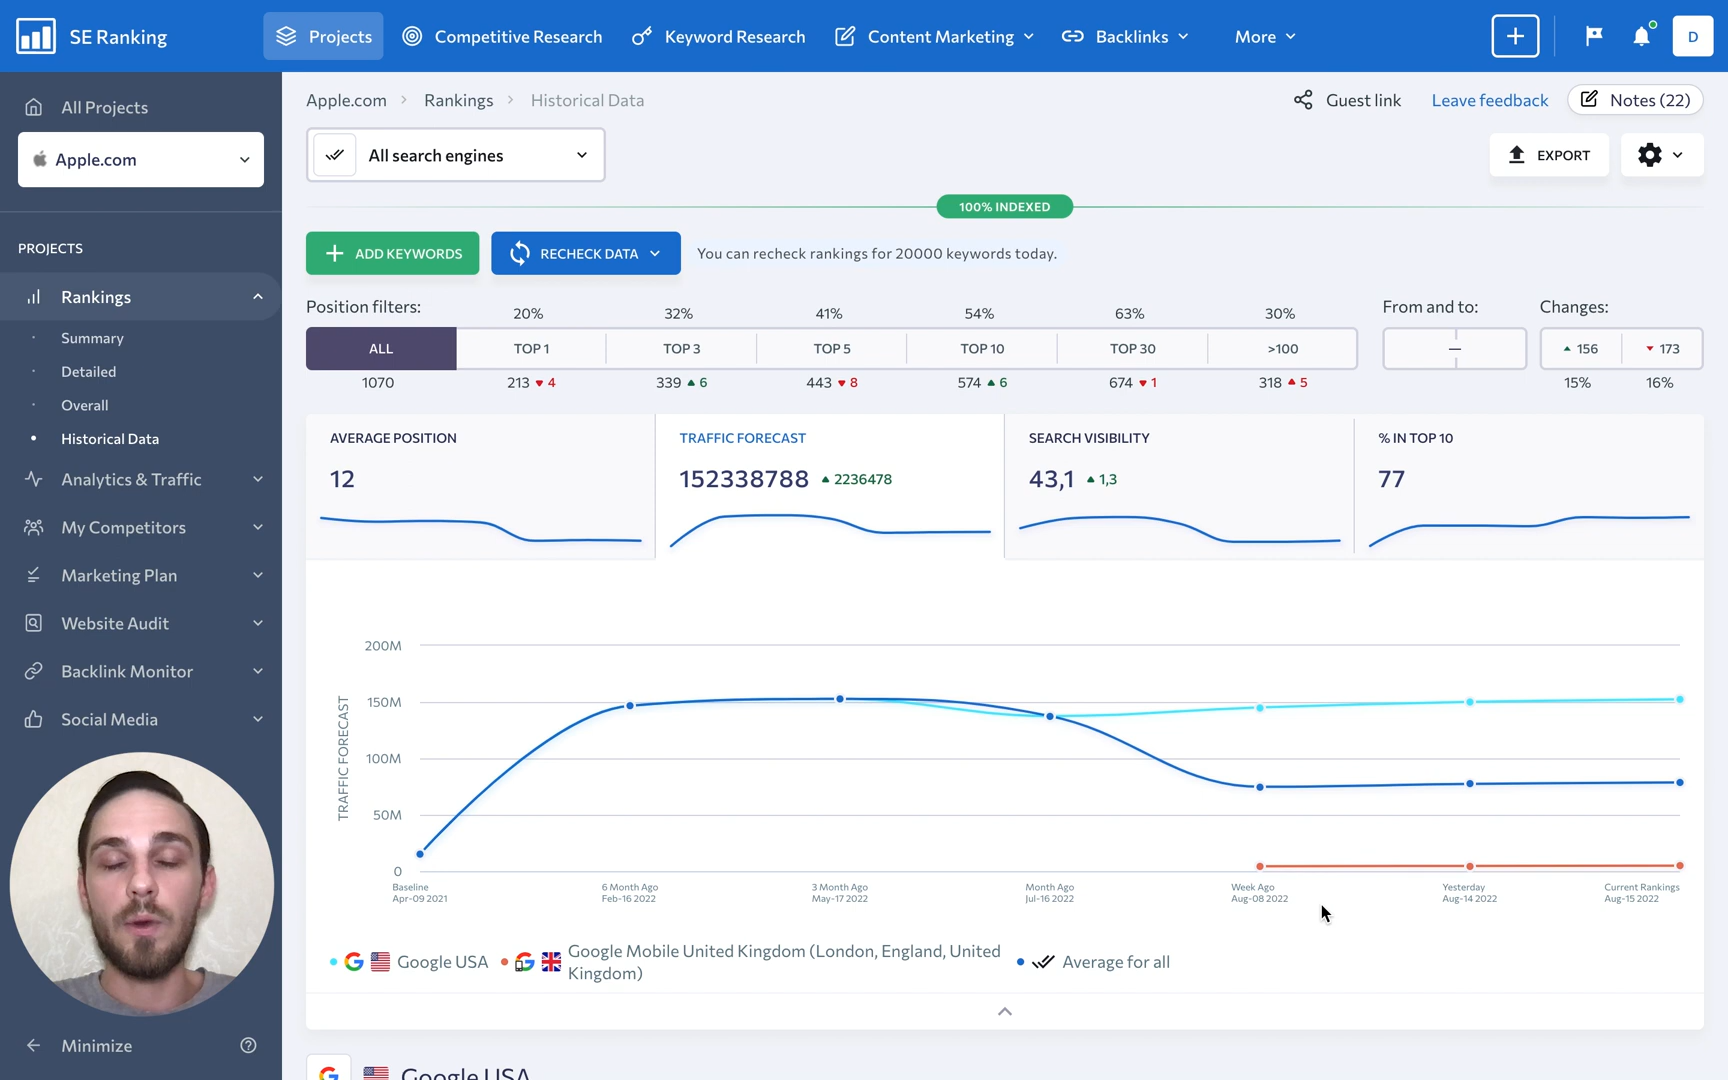 SE Ranking
Projects
Competitive Research
Keyword Research
Content Marketing
Backlinks
More
D
All Projects
Apple.com
PROJECTS
Rankings
Summary
Detailed
Overall
Historical Data
Analytics & Traffic
My Competitors
Marketing Plan
Website Audit
Backlink Monitor
Social Media
Minimize
Apple.com > Rankings > Historical Data
Guest link
Leave feedback
Notes (22)
All search engines
EXPORT
100% INDEXED
ADD KEYWORDS
RECHECK DATA
You can recheck rankings for 20000 keywords today.
Position filters:
20% 32% 41% 54% 63% 30%
From and to:
Changes:
ALL TOP 1 TOP 3 TOP 5 TOP 10 TOP 30 >100
—
156 173
1070 213 4 339 6 443 8 574 6 674 1 318 5
15% 16%
AVERAGE POSITION
12
TRAFFIC FORECAST
152338788 2236478
SEARCH VISIBILITY
43,1 1,3
% IN TOP 10
77
TRAFFIC FORECAST
200M
150M
100M
50M
0
Baseline
Apr-09 2021
6 Month Ago
Feb-16 2022
3 Month Ago
May-17 2022
Month Ago
Jul-16 2022
Week Ago
Aug-08 2022
Yesterday
Aug-14 2022
Current Rankings
Aug-15 2022
Google USA
Google Mobile United Kingdom (London, England, United
Kingdom)
Average for all
Google USA